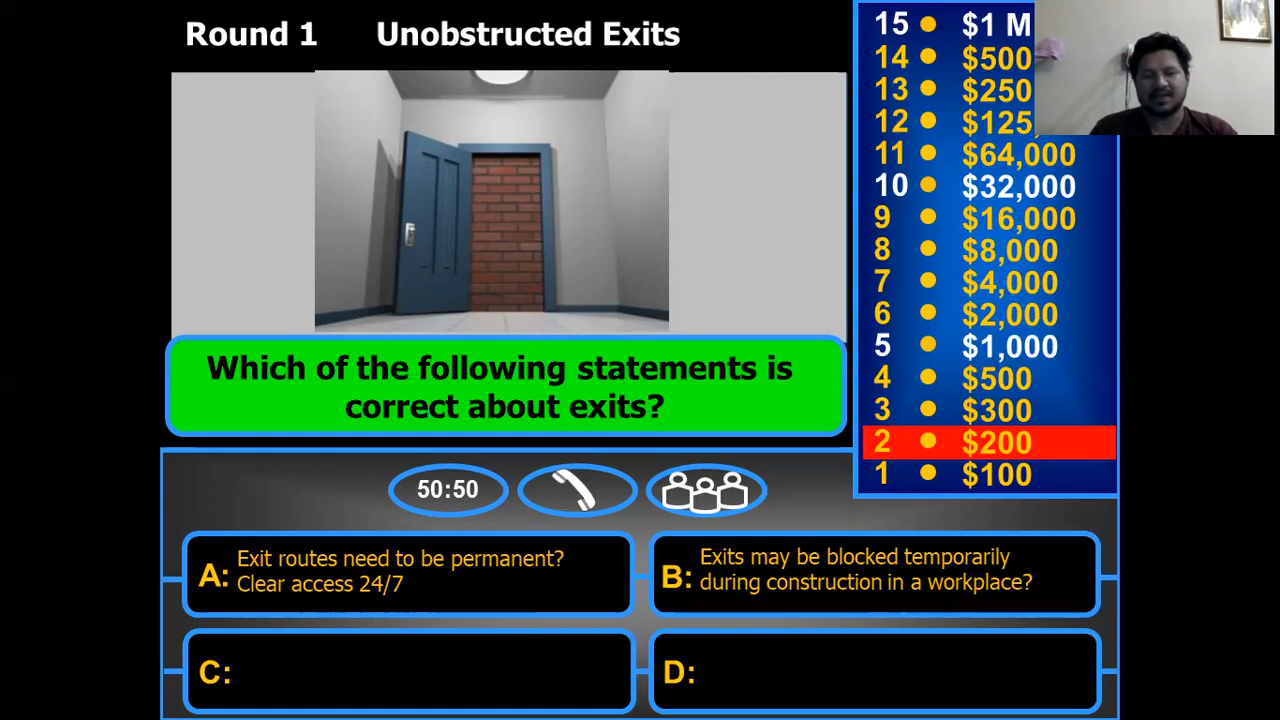 Round 1 Unobstructed Exits
15 $1 M
14 $500
13 $250
12 $125,
11 $64,000
10 $32,000
9 $16,000
8 $8,000
7 $4,000
6 $2,000
5 $1,000
4 $500
3 $300
2 $200
1 $100
Which of the following statements is
correct about exits?
50:50
A: Exit routes need to be permanent?
Clear access 24/7
B: Exits may be blocked temporarily
during construction in a workplace?
C:
D: